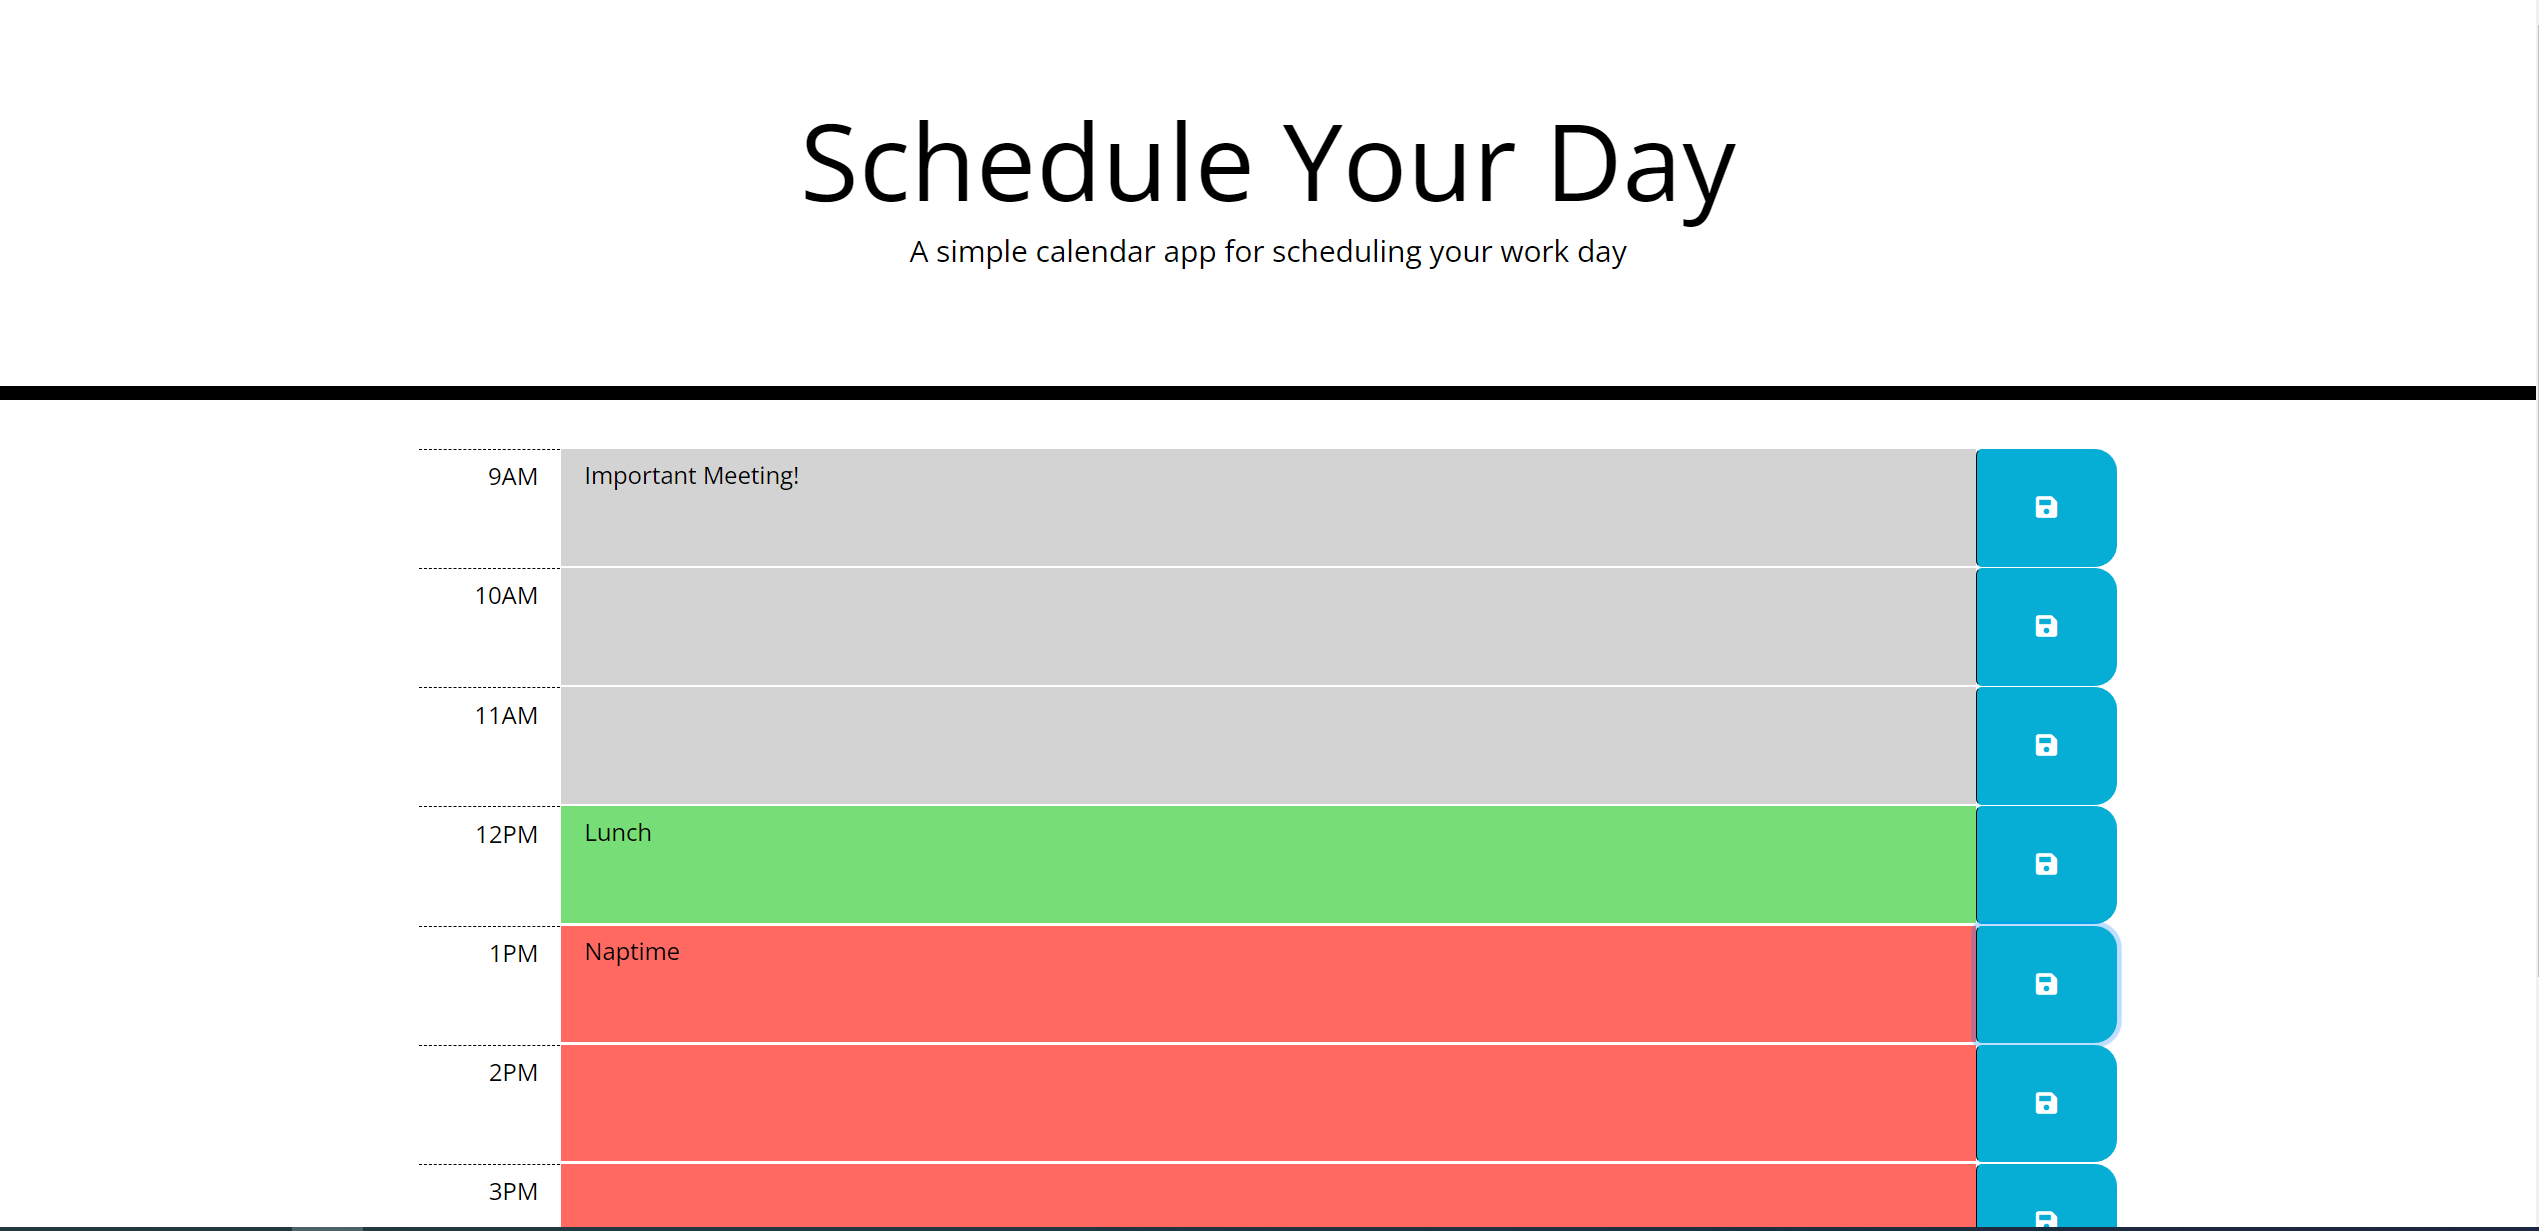 Schedule Your Day
A simple calendar app for scheduling your work day
9AM Important Meeting!
10AM
11AM
12PM Lunch
1PM Naptime
2PM
3PM